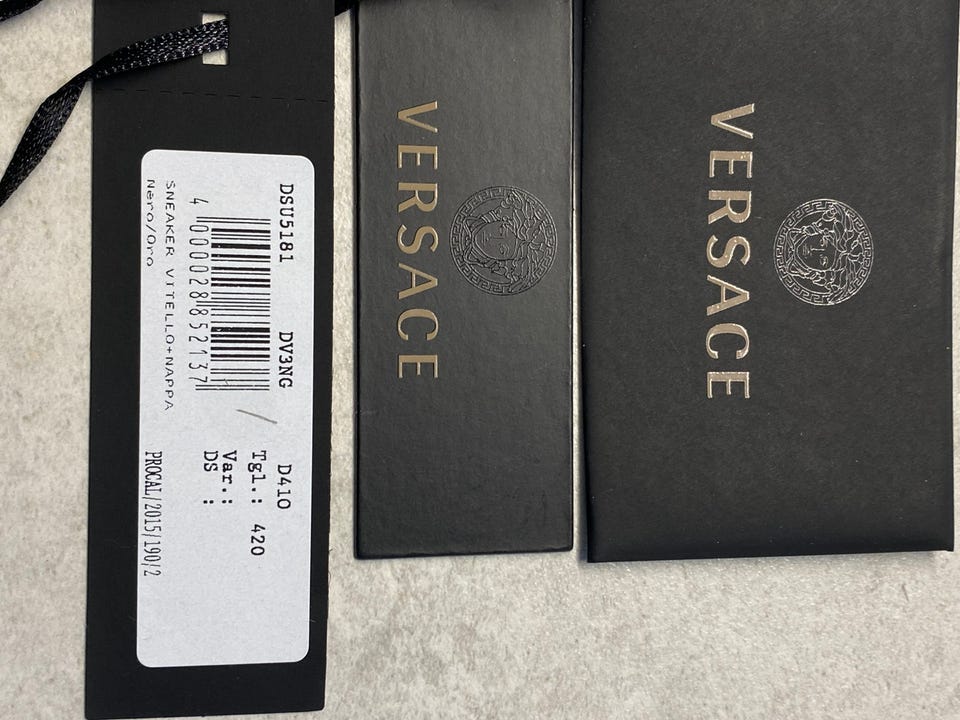 VERSACE
VERSACE
DSU5181 DV3NG D41O
Tgl.: 420
Var.:
DS :
4 000028 852137
SNEAKER VITELLO+NAPPA
Nero/Oro
PROCAL/2015/190/2